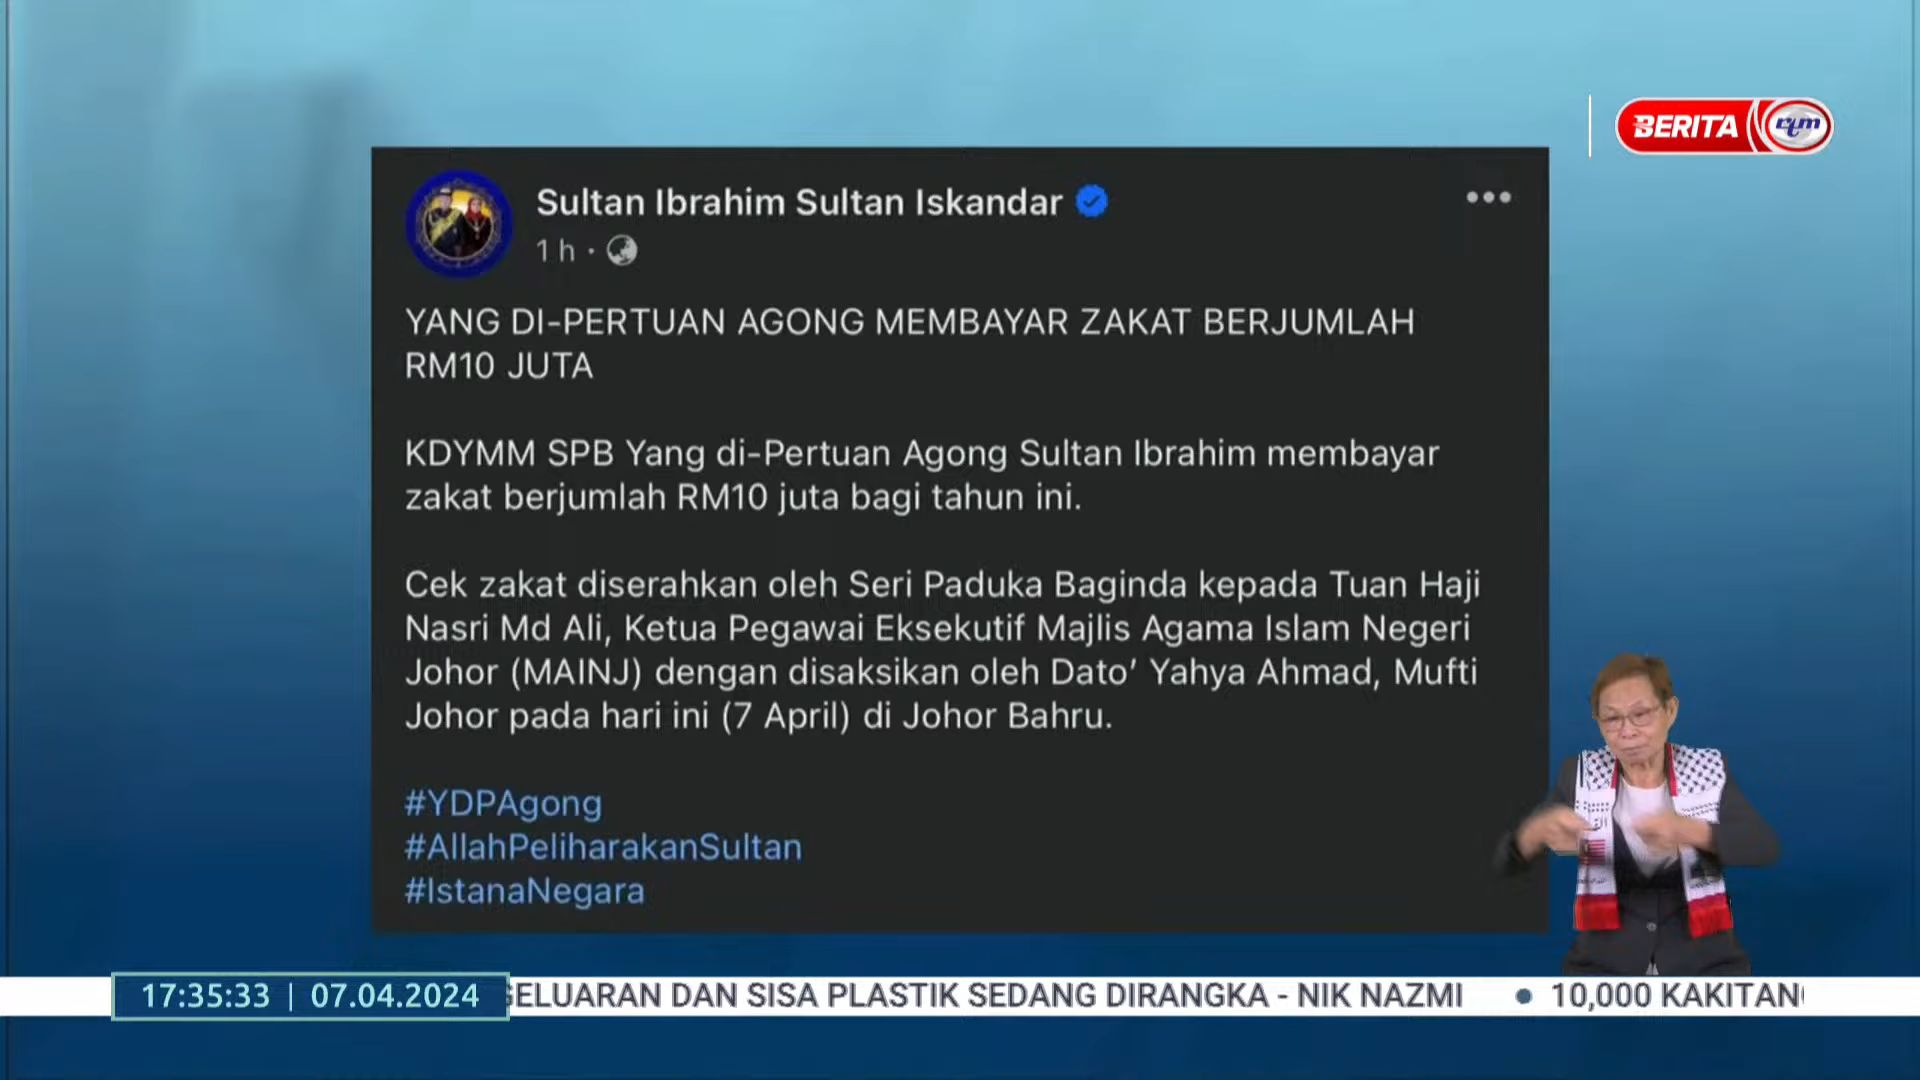 BERITA rtm
Sultan Ibrahim Sultan Iskandar
1 h ·
YANG DI-PERTUAN AGONG MEMBAYAR ZAKAT BERJUMLAH
RM10 JUTA
KDYMM SPB Yang di-Pertuan Agong Sultan Ibrahim membayar
zakat berjumlah RM10 juta bagi tahun ini.
Cek zakat diserahkan oleh Seri Paduka Baginda kepada Tuan Haji
Nasri Md Ali, Ketua Pegawai Eksekutif Majlis Agama Islam Negeri
Johor (MAINJ) dengan disaksikan oleh Dato’ Yahya Ahmad, Mufti
Johor pada hari ini (7 April) di Johor Bahru.
#YDPAgong
#AllahPeliharakanSultan
#IstanaNegara
17:35:33 | 07.04.2024 GELUARAN DAN SISA PLASTIK SEDANG DIRANGKA - NIK NAZMI • 10,000 KAKITAN